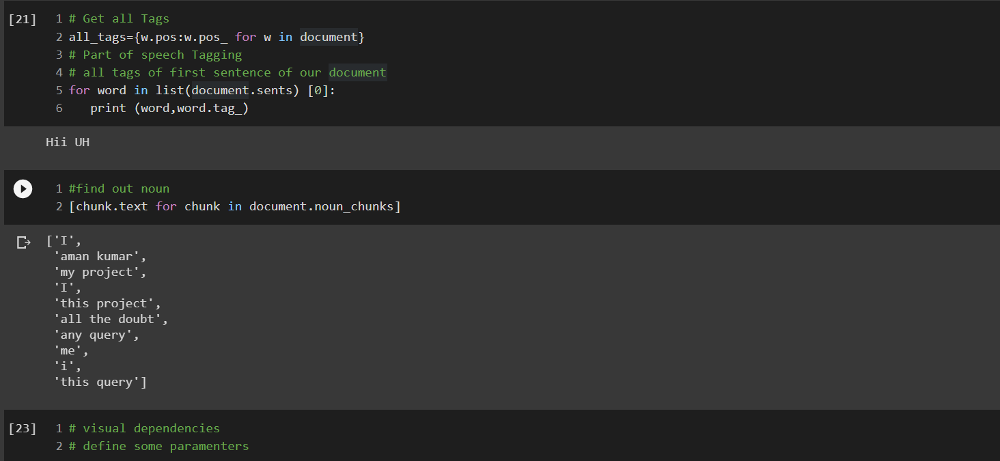 [21] 1 # Get all Tags
2 all_tags={w.pos:w.pos_ for w in document}
3 # Part of speech Tagging
4 # all tags of first sentence of our document
5 for word in list(document.sents) [0]:
6    print (word,word.tag_)
Hii UH
1 #find out noun
2 [chunk.text for chunk in document.noun_chunks]
['I',
 'aman kumar',
 'my project',
 'I',
 'this project',
 'all the doubt',
 'any query',
 'me',
 'i',
 'this query']
[23] 1 # visual dependencies
2 # define some paramenters